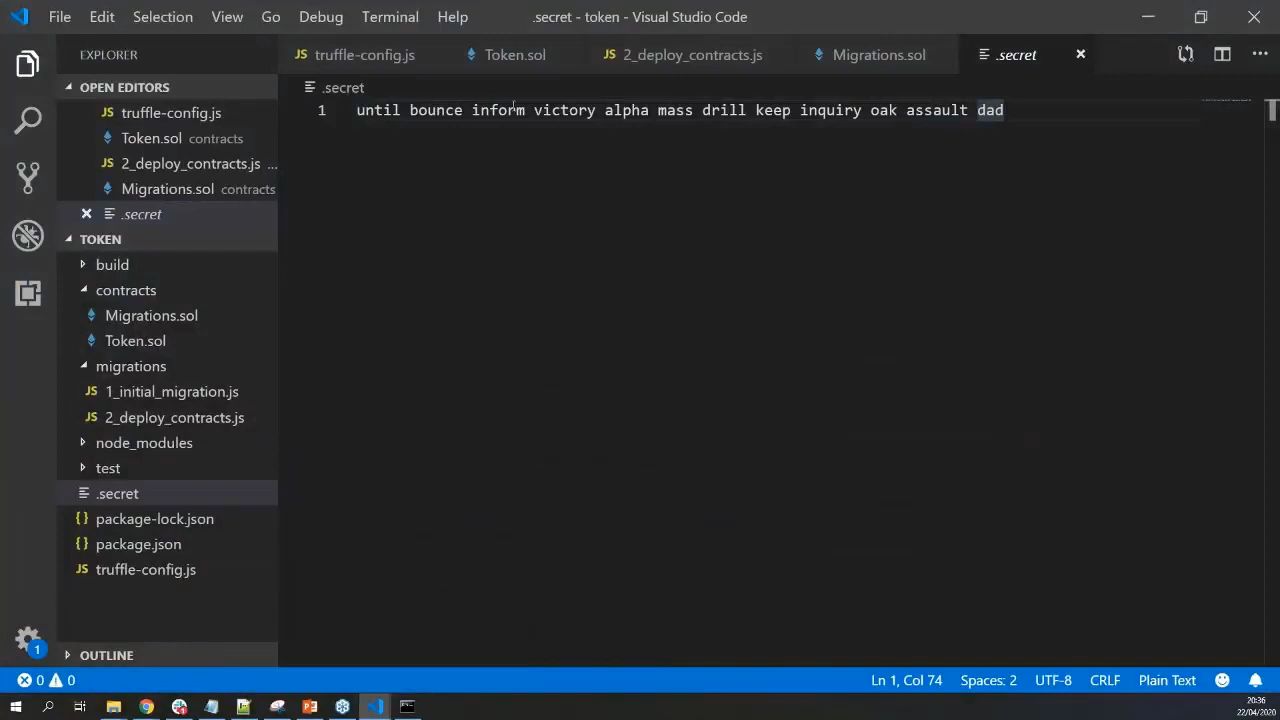 File Edit Selection View Go Debug Terminal Help .secret - token - Visual Studio Code
EXPLORER
truffle-config.js Token.sol 2_deploy_contracts.js Migrations.sol .secret
OPEN EDITORS
truffle-config.js
Token.sol contracts
2_deploy_contracts.js ...
Migrations.sol contracts
.secret
TOKEN
build
contracts
Migrations.sol
Token.sol
migrations
1_initial_migration.js
2_deploy_contracts.js
node_modules
test
.secret
package-lock.json
package.json
truffle-config.js
OUTLINE
.secret
1 until bounce inform victory alpha mass drill keep inquiry oak assault dad
1
0 0 Ln 1, Col 74 Spaces: 2 UTF-8 CRLF Plain Text
20:36
22/04/2020